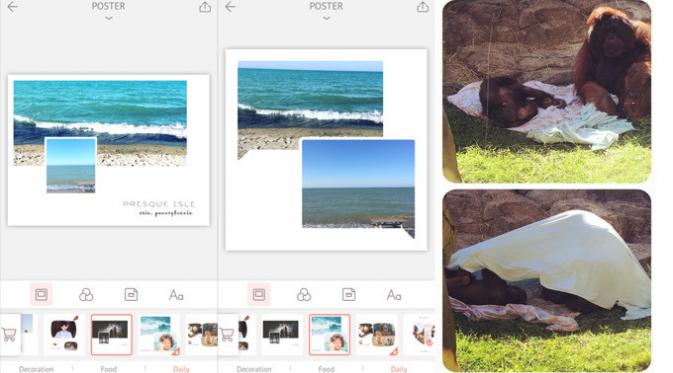 POSTER
PRESQUE ISLE
erie, pennsylvania
Aa
Decoration
Food
Daily
POSTER
Aa
Decoration
Food
Daily